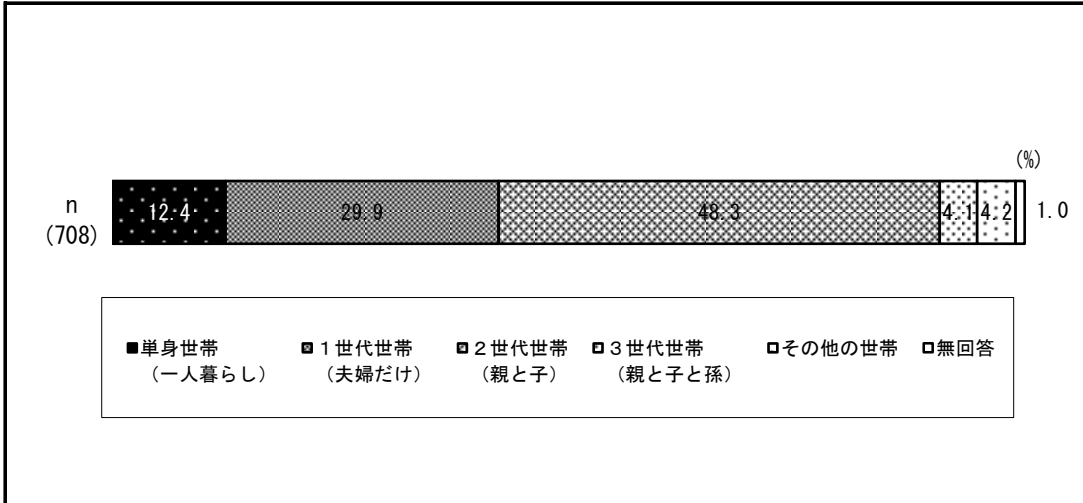 (%)
n
(708)
12.4
29.9
48.3
4.1
4.2
1.0
単身世帯
(一人暮らし)
１世代世帯
(夫婦だけ)
２世代世帯
(親と子)
３世代世帯
(親と子と孫)
その他の世帯
無回答